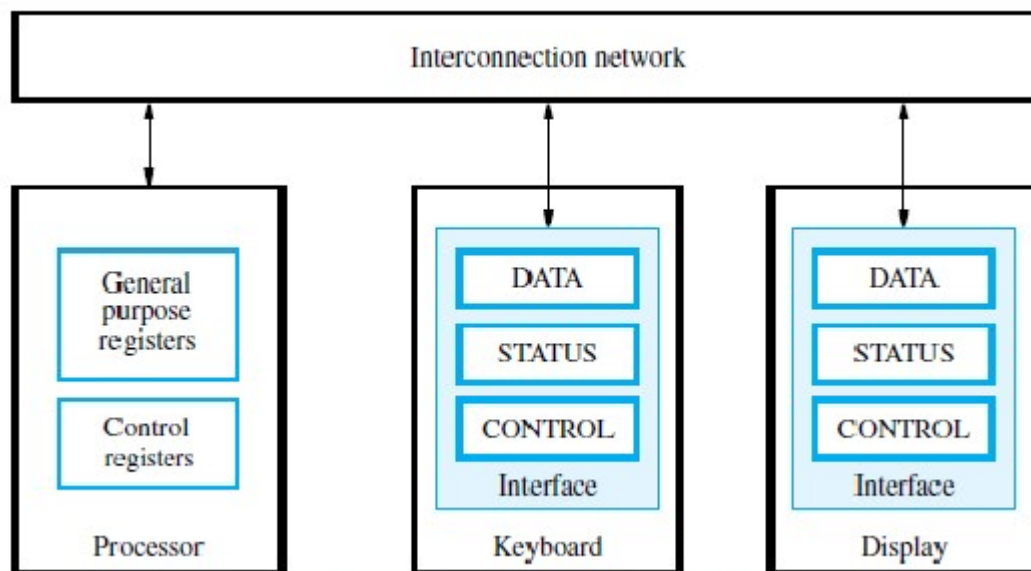 Interconnection network
General
purpose
registers
Control
registers
Processor
DATA
STATUS
CONTROL
Interface
Keyboard
DATA
STATUS
CONTROL
Interface
Display